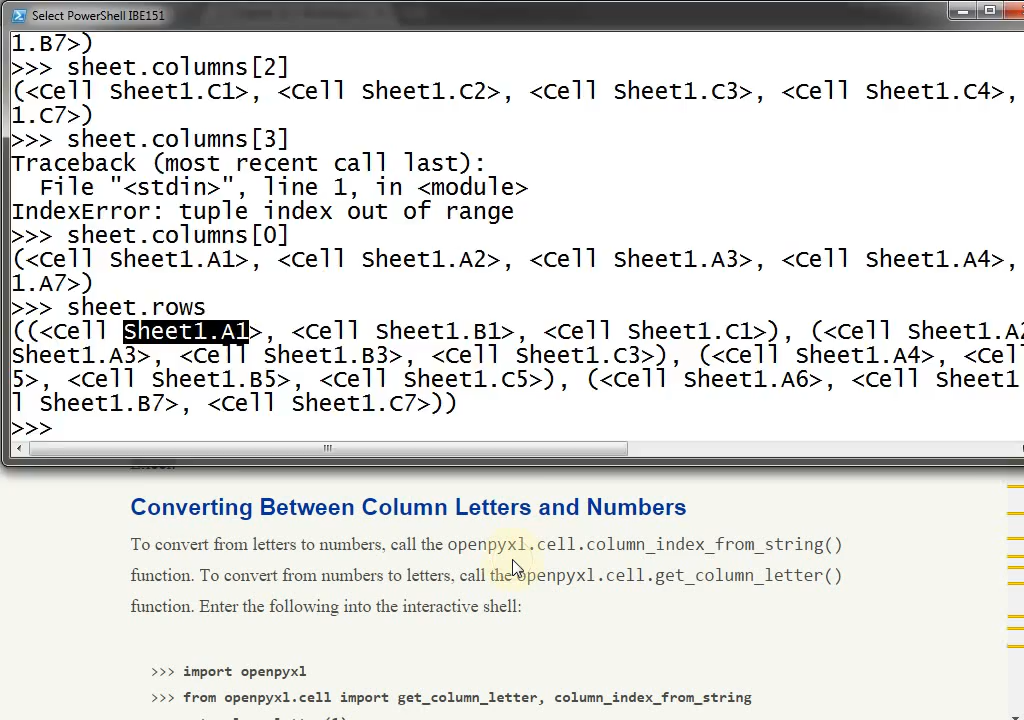 Select PowerShell IBE151
1.B7>)
>>> sheet.columns[2]
(<Cell Sheet1.C1>, <Cell Sheet1.C2>, <Cell Sheet1.C3>, <Cell Sheet1.C4>,
1.C7>)
>>> sheet.columns[3]
Traceback (most recent call last):
  File "<stdin>", line 1, in <module>
IndexError: tuple index out of range
>>> sheet.columns[0]
(<Cell Sheet1.A1>, <Cell Sheet1.A2>, <Cell Sheet1.A3>, <Cell Sheet1.A4>,
1.A7>)
>>> sheet.rows
((<Cell Sheet1.A1>, <Cell Sheet1.B1>, <Cell Sheet1.C1>), (<Cell Sheet1.A2
Sheet1.A3>, <Cell Sheet1.B3>, <Cell Sheet1.C3>), (<Cell Sheet1.A4>, <Cel
5>, <Cell Sheet1.B5>, <Cell Sheet1.C5>), (<Cell Sheet1.A6>, <Cell Sheet1
l Sheet1.B7>, <Cell Sheet1.C7>))
>>>
Converting Between Column Letters and Numbers
To convert from letters to numbers, call the openpyxl.cell.column_index_from_string()
function. To convert from numbers to letters, call the openpyxl.cell.get_column_letter()
function. Enter the following into the interactive shell:
>>> import openpyxl
>>> from openpyxl.cell import get_column_letter, column_index_from_string